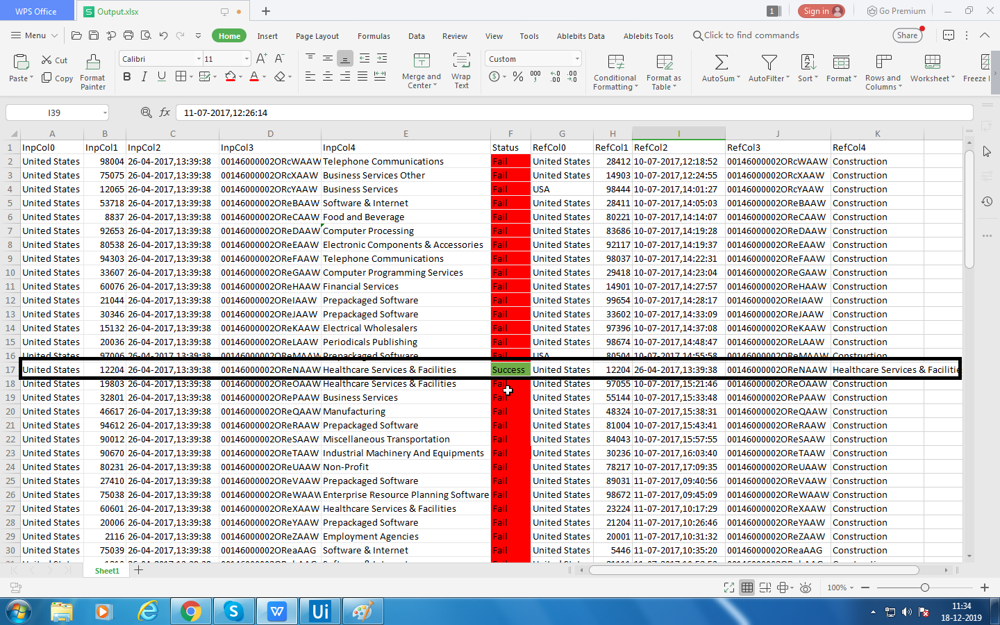 WPS Office Output.xlsx 1 Sign in Go Premium
Menu Home Insert Page Layout Formulas Data Review View Tools Ablebits Data Ablebits Tools Click to find commands Share
Paste Cut Copy Format Painter Calibri 11 Merge and Center Wrap Text Custom Conditional Formatting Format as Table AutoSum AutoFilter Sort Format Rows and Columns Worksheet Freeze
I39 fx 11-07-2017,12:26:14
A B C D E F G H I J K
1 InpCol0 InpCol1 InpCol2 InpCol3 InpCol4 Status RefCol0 RefCol1 RefCol2 RefCol3 RefCol4
2 United States 98004 26-04-2017,13:39:38 00146000002ORcWAAW Telephone Communications Fail United States 28412 10-07-2017,12:18:52 00146000002ORcWAAW Construction
3 United States 75075 26-04-2017,13:39:38 00146000002ORcXAAW Business Services Other Fail United States 14903 10-07-2017,12:24:55 00146000002ORcXAAW Construction
4 United States 12065 26-04-2017,13:39:38 00146000002ORcYAAW Business Services Fail USA 98444 10-07-2017,14:01:27 00146000002ORcYAAW Construction
5 United States 53718 26-04-2017,13:39:38 00146000002OReBAAW Software & Internet Fail United States 28411 10-07-2017,14:05:03 00146000002OReBAAW Construction
6 United States 8837 26-04-2017,13:39:38 00146000002OReCAAW Food and Beverage Fail United States 80221 10-07-2017,14:14:07 00146000002OReCAAW Construction
7 United States 92653 26-04-2017,13:39:38 00146000002OReDAAW Computer Processing Fail United States 83686 10-07-2017,14:19:28 00146000002OReDAAW Construction
8 United States 80538 26-04-2017,13:39:38 00146000002OReEAAW Electronic Components & Accessories Fail United States 92117 10-07-2017,14:19:37 00146000002OReEAAW Construction
9 United States 94303 26-04-2017,13:39:38 00146000002OReFAAW Telephone Communications Fail United States 98037 10-07-2017,14:22:31 00146000002OReFAAW Construction
10 United States 33607 26-04-2017,13:39:38 00146000002OReGAAW Computer Programming Services Fail United States 29418 10-07-2017,14:23:04 00146000002OReGAAW Construction
11 United States 60076 26-04-2017,13:39:38 00146000002OReHAAW Financial Services Fail United States 14901 10-07-2017,14:27:57 00146000002OReHAAW Construction
12 United States 21044 26-04-2017,13:39:38 00146000002OReIAAW Prepackaged Software Fail United States 99654 10-07-2017,14:28:17 00146000002OReIAAW Construction
13 United States 30346 26-04-2017,13:39:38 00146000002OReJAAW Prepackaged Software Fail United States 33602 10-07-2017,14:33:09 00146000002OReJAAW Construction
14 United States 15132 26-04-2017,13:39:38 00146000002OReKAAW Electrical Wholesalers Fail United States 97396 10-07-2017,14:37:08 00146000002OReKAAW Construction
15 United States 20036 26-04-2017,13:39:38 00146000002OReLAAW Periodicals Publishing Fail United States 98674 10-07-2017,14:48:47 00146000002OReLAAW Construction
16 United States 97006 26-04-2017,13:39:38 00146000002OReMAAW Prepackaged Software Fail USA 80504 10-07-2017,14:55:58 00146000002OReMAAW Construction
17 United States 12204 26-04-2017,13:39:38 00146000002OReNAAW Healthcare Services & Facilities Success United States 12204 26-04-2017,13:39:38 00146000002OReNAAW Healthcare Services & Facilitie
18 United States 19803 26-04-2017,13:39:38 00146000002OReOAAW Healthcare Services & Facilities Fail United States 97055 10-07-2017,15:21:46 00146000002OReOAAW Construction
19 United States 32801 26-04-2017,13:39:38 00146000002ORePAAW Business Services Fail United States 55144 10-07-2017,15:33:48 00146000002ORePAAW Construction
20 United States 46617 26-04-2017,13:39:38 00146000002OReQAAW Manufacturing Fail United States 48324 10-07-2017,15:38:31 00146000002OReQAAW Construction
21 United States 94612 26-04-2017,13:39:38 00146000002OReRAAW Prepackaged Software Fail United States 81004 10-07-2017,15:43:41 00146000002OReRAAW Construction
22 United States 90012 26-04-2017,13:39:38 00146000002OReSAAW Miscellaneous Transportation Fail United States 84043 10-07-2017,15:57:55 00146000002OReSAAW Construction
23 United States 90670 26-04-2017,13:39:38 00146000002OReTAAW Industrial Machinery And Equipments Fail United States 30236 10-07-2017,16:03:40 00146000002OReTAAW Construction
24 United States 80231 26-04-2017,13:39:38 00146000002OReUAAW Non-Profit Fail United States 78217 10-07-2017,17:09:35 00146000002OReUAAW Construction
25 United States 27410 26-04-2017,13:39:38 00146000002OReVAAW Prepackaged Software Fail United States 89031 11-07-2017,09:40:56 00146000002OReVAAW Construction
26 United States 75038 26-04-2017,13:39:38 00146000002OReWAAW Enterprise Resource Planning Software Fail United States 98672 11-07-2017,09:45:09 00146000002OReWAAW Construction
27 United States 60601 26-04-2017,13:39:38 00146000002OReXAAW Healthcare Services & Facilities Fail United States 23224 11-07-2017,10:17:29 00146000002OReXAAW Construction
28 United States 20006 26-04-2017,13:39:38 00146000002OReYAAW Prepackaged Software Fail United States 21204 11-07-2017,10:26:46 00146000002OReYAAW Construction
29 United States 2116 26-04-2017,13:39:38 00146000002OReZAAW Employment Agencies Fail United States 20001 11-07-2017,10:31:32 00146000002OReZAAW Construction
30 United States 75039 26-04-2017,13:39:38 00146000002OReaAAG Software & Internet Fail United States 5446 11-07-2017,10:35:20 00146000002OReaAAG Construction
Sheet1
100%
11:34
18-12-2019